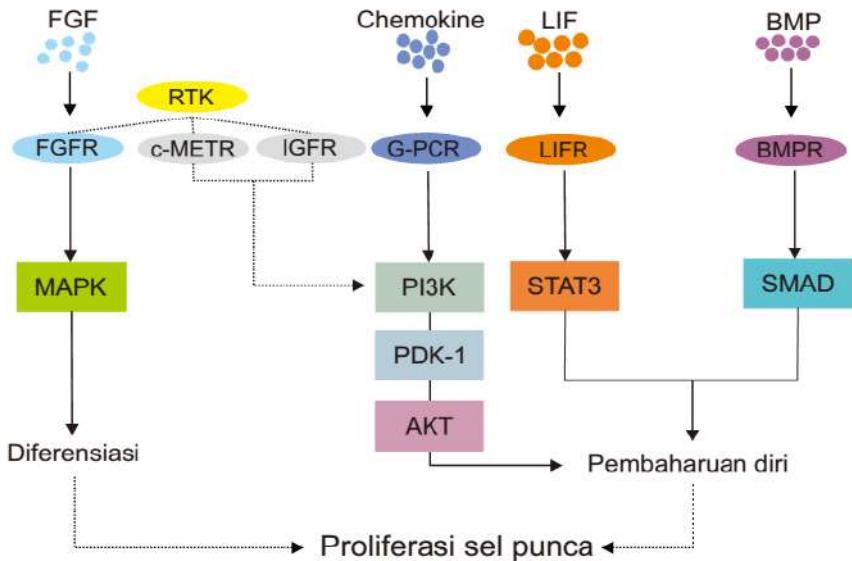 FGF
Chemokine
LIF
BMP
RTK
FGFR
c-METR
IGFR
G-PCR
LIFR
BMPR
MAPK
PI3K
STAT3
SMAD
PDK-1
AKT
Diferensiasi
Pembaharuan diri
Proliferasi sel punca